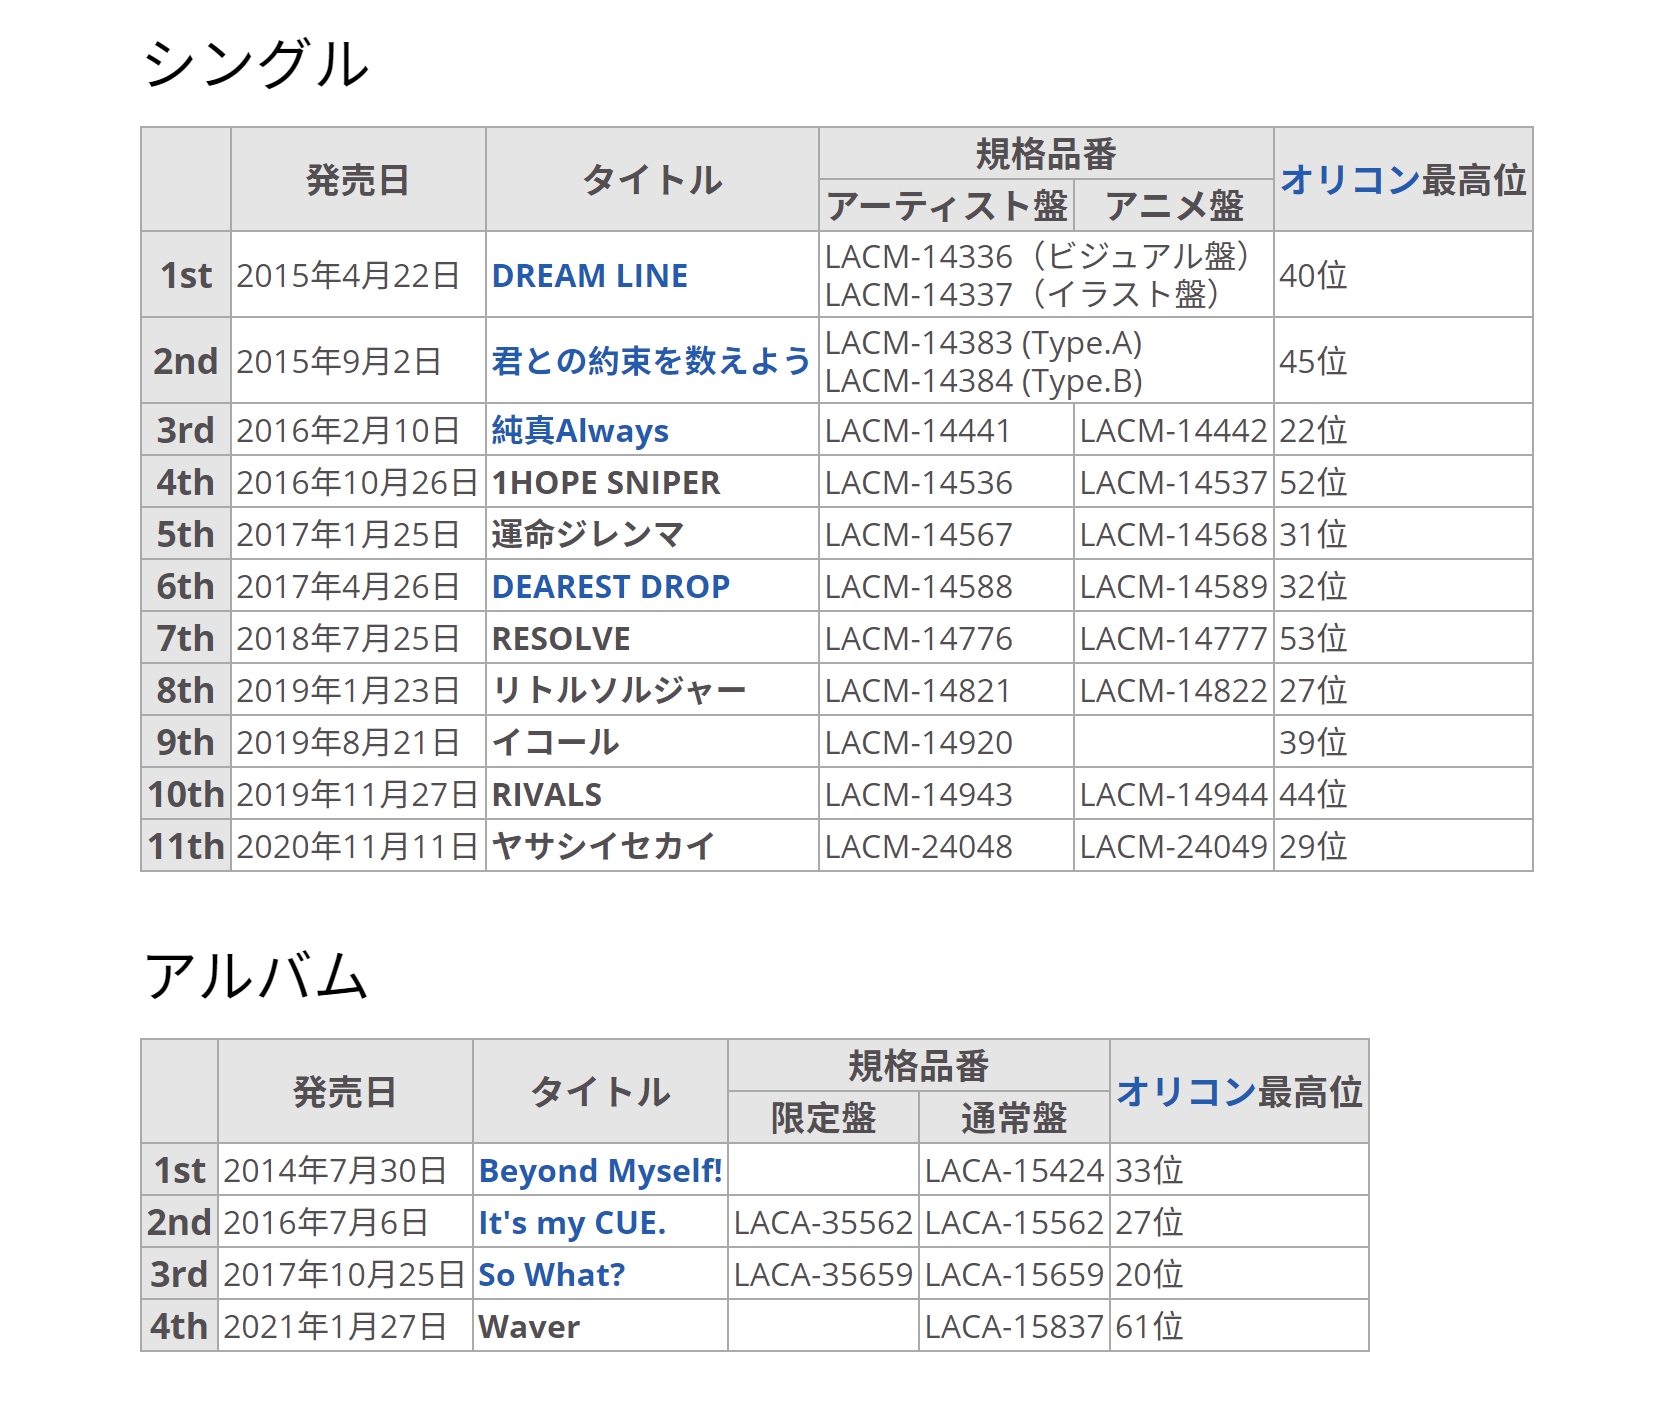 シングル
発売日 タイトル 規格品番 オリコン最高位
アーティスト盤 アニメ盤
1st 2015年4月22日 DREAM LINE LACM-14336（ビジュアル盤） 40位
LACM-14337（イラスト盤）
2nd 2015年9月2日 君との約束を数えよう LACM-14383 (Type.A) 45位
LACM-14384 (Type.B)
3rd 2016年2月10日 純真Always LACM-14441 LACM-14442 22位
4th 2016年10月26日 1HOPE SNIPER LACM-14536 LACM-14537 52位
5th 2017年1月25日 運命ジレンマ LACM-14567 LACM-14568 31位
6th 2017年4月26日 DEAREST DROP LACM-14588 LACM-14589 32位
7th 2018年7月25日 RESOLVE LACM-14776 LACM-14777 53位
8th 2019年1月23日 リトルソルジャー LACM-14821 LACM-14822 27位
9th 2019年8月21日 イコール LACM-14920 39位
10th 2019年11月27日 RIVALS LACM-14943 LACM-14944 44位
11th 2020年11月11日 ヤサシイセカイ LACM-24048 LACM-24049 29位
アルバム
発売日 タイトル 規格品番 オリコン最高位
限定盤 通常盤
1st 2014年7月30日 Beyond Myself! LACA-15424 33位
2nd 2016年7月6日 It's my CUE. LACA-35562 LACA-15562 27位
3rd 2017年10月25日 So What? LACA-35659 LACA-15659 20位
4th 2021年1月27日 Waver LACA-15837 61位